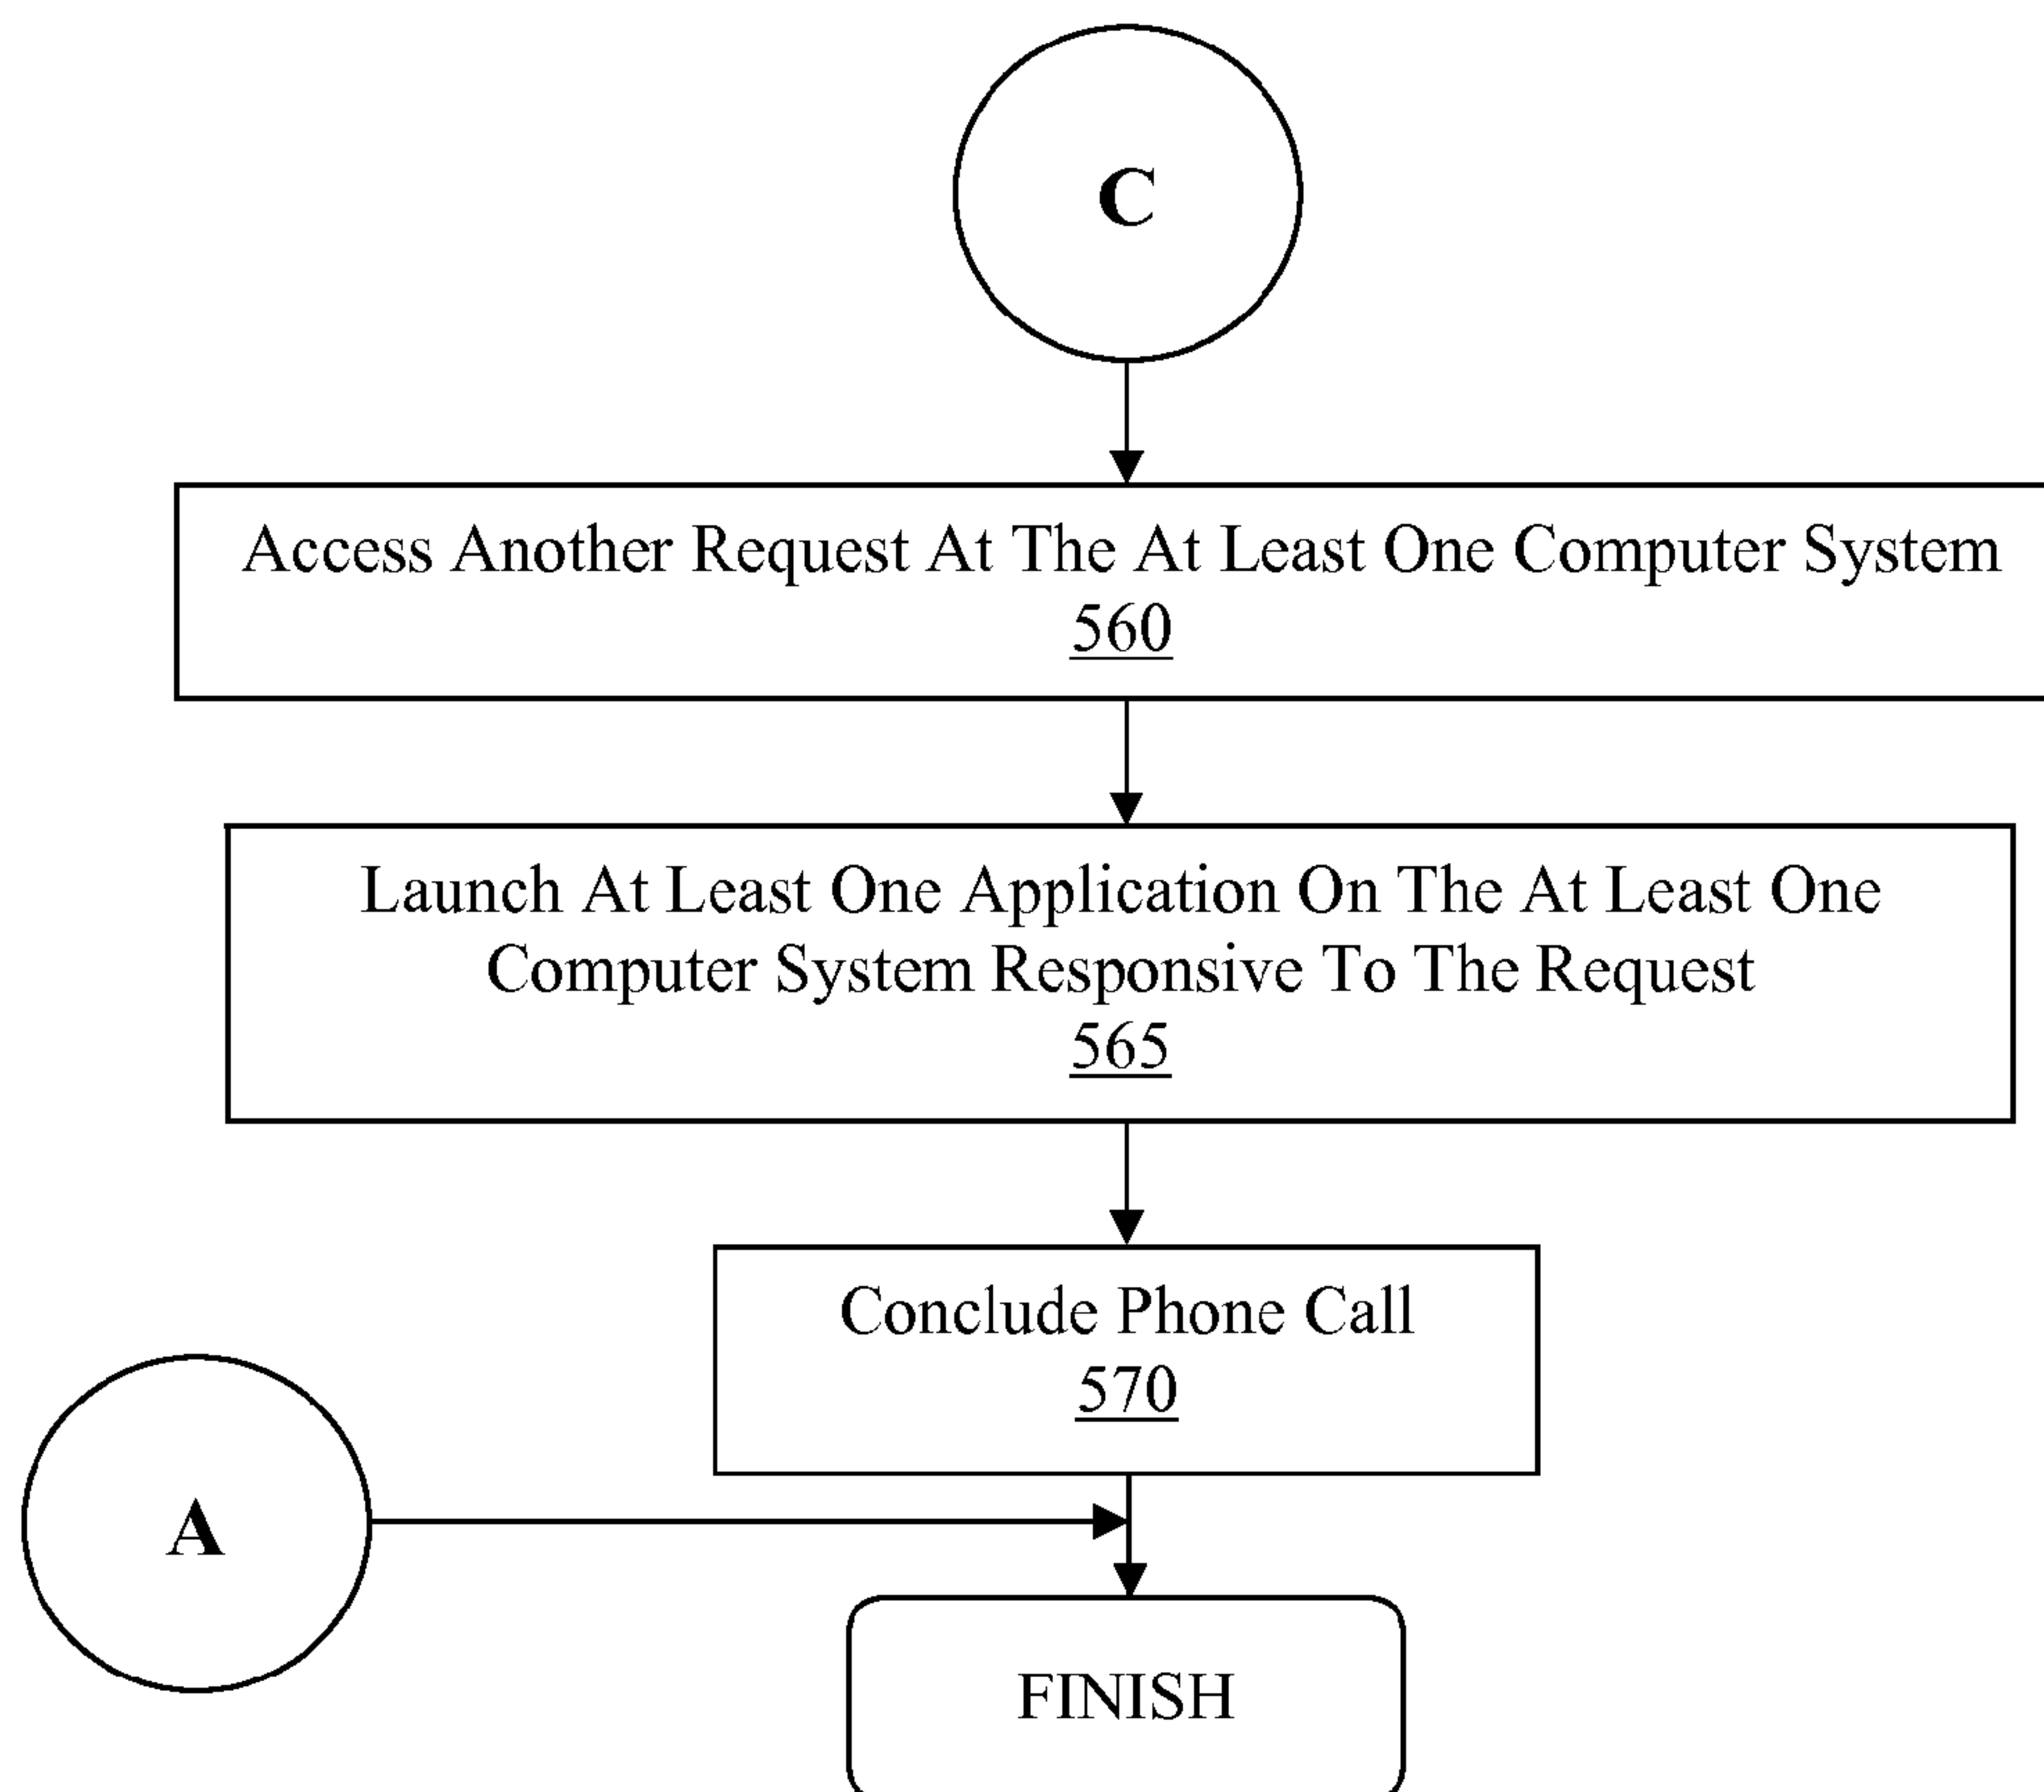 C
Access Another Request At The At Least One Computer System
560
Launch At Least One Application On The At Least One
Computer System Responsive To The Request
565
Conclude Phone Call
570
A
FINISH